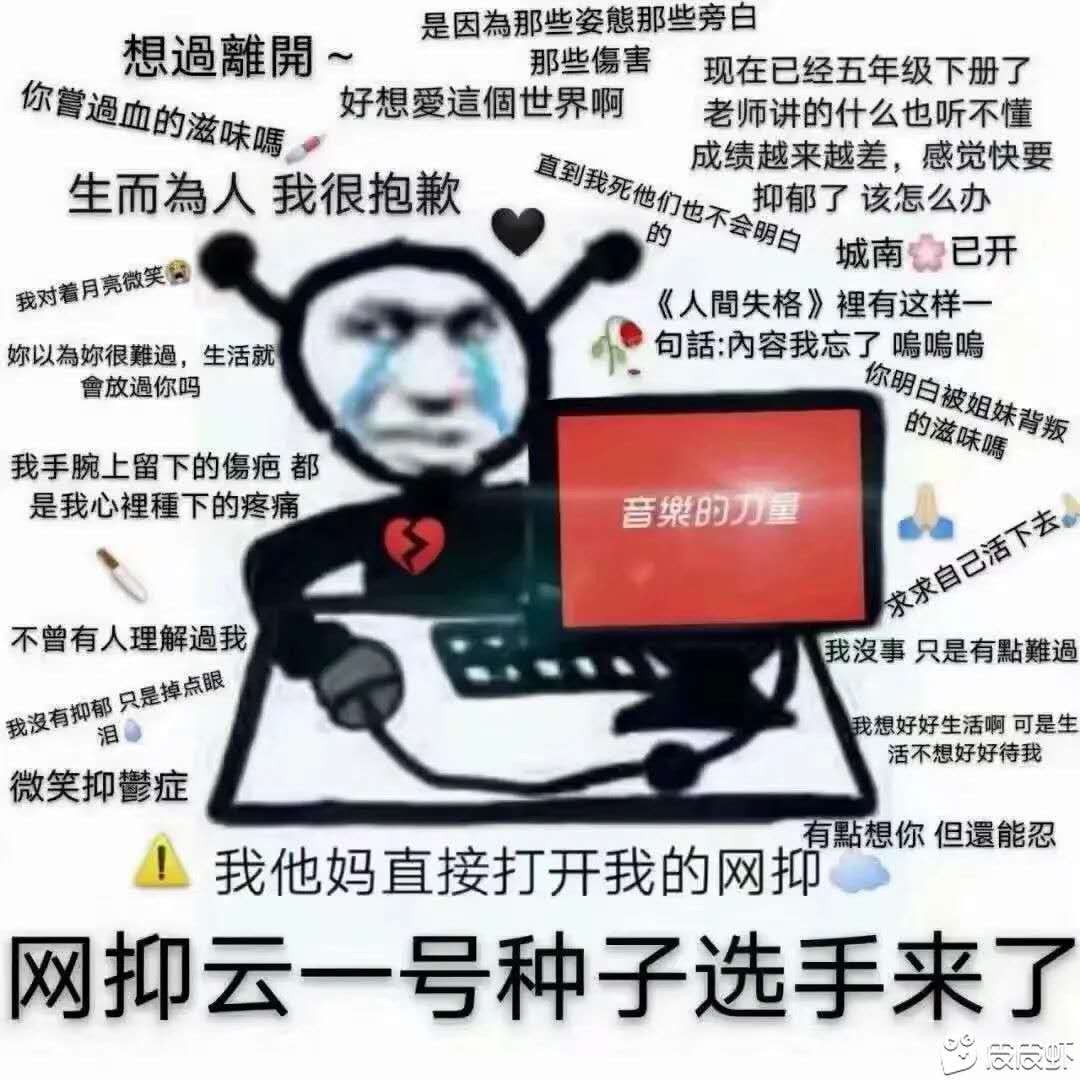 是因為那些姿態那些旁白
那些傷害
想過離開~
你嘗過血的滋味嗎
好想愛這個世界啊
现在已经五年级下册了
老师讲的什么也听不懂
成绩越来越差，感觉快要
抑郁了 该怎么办
生而為人 我很抱歉
直到我死他们也不会明白
的
城南🌸已开
我对着月亮微笑😭
《人間失格》裡有这样一
句話:內容我忘了 嗚嗚嗚
妳以為妳很難過，生活就
會放過你吗
你明白被姐妹背叛
的滋味嗎
我手腕上留下的傷疤 都
是我心裡種下的疼痛
音樂的力量
求求自己活下去🙏
不曾有人理解過我
我沒事 只是有點難過
我沒有抑郁 只是掉点眼
泪
我想好好生活啊 可是生
活不想好好待我
微笑抑鬱症
有點想你 但還能忍
⚠️我他妈直接打开我的网抑☁️
网抑云一号种子选手来了
皮皮虾